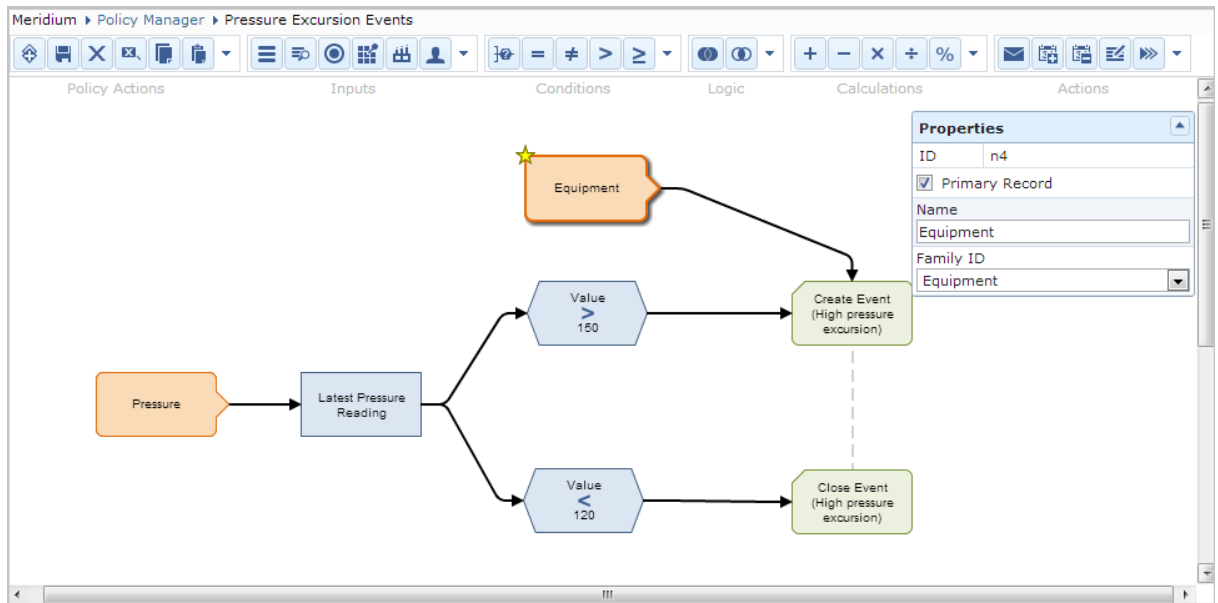 Meridium ▸ Policy Manager ▸ Pressure Excursion Events
Policy Actions Inputs Conditions Logic Calculations Actions
Properties
ID n4
Primary Record
Name
Equipment
Family ID
Equipment
Equipment
Value
≥
150
Create Event
(High pressure
excursion)
Pressure
Latest Pressure
Reading
Value
<
120
Close Event
(High pressure
excursion)